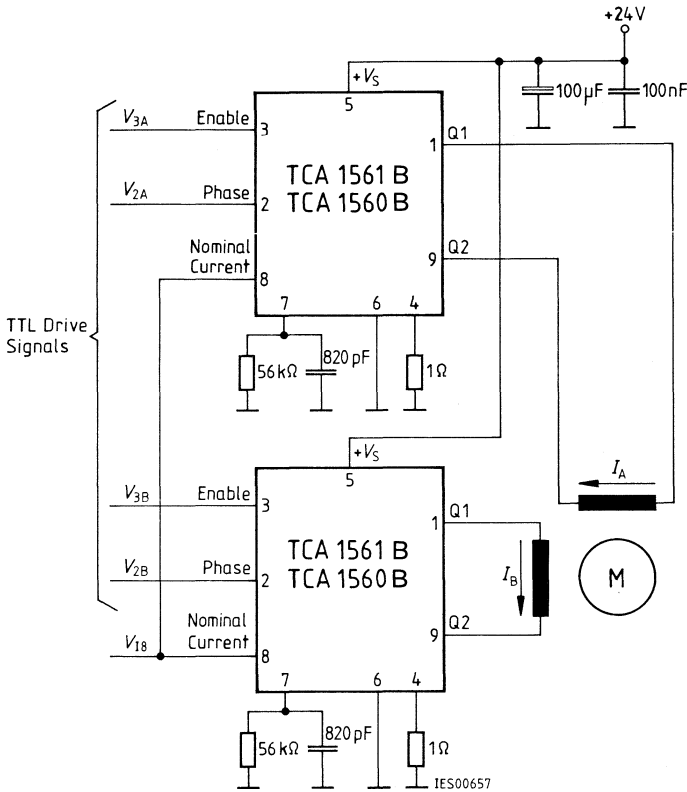 +24V
+VS
5
100µF
100nF
V3A
Enable
3
1
Q1
TCA 1561 B
TCA 1560 B
V2A
Phase
2
Nominal
Current
8
9
Q2
7
6
4
TTL Drive
Signals
56kΩ
820pF
1Ω
+VS
5
IA
V3B
Enable
3
1
Q1
TCA 1561 B
TCA 1560 B
V2B
Phase
2
IB
M
Nominal
Current
VI8
8
9
Q2
7
6
4
56kΩ
820pF
1Ω
IES00657